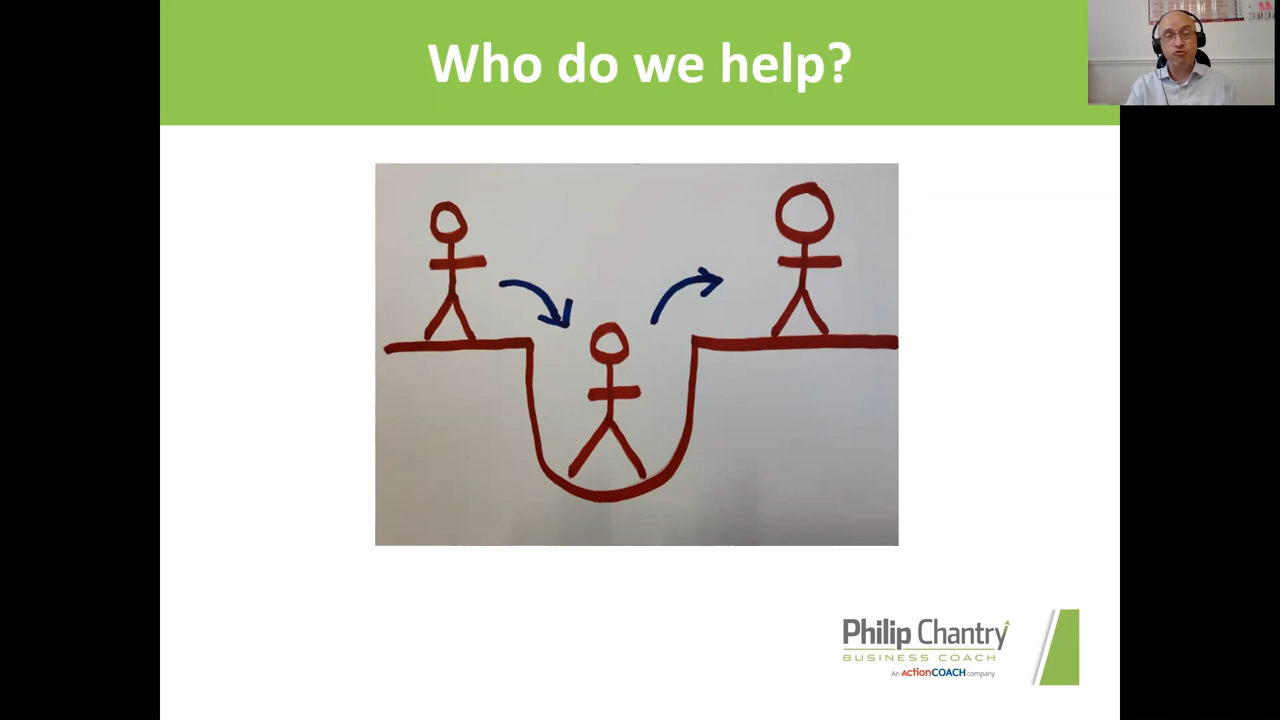 Who do we help?
Philip Chantry
BUSINESS COACH
An ActionCOACH company